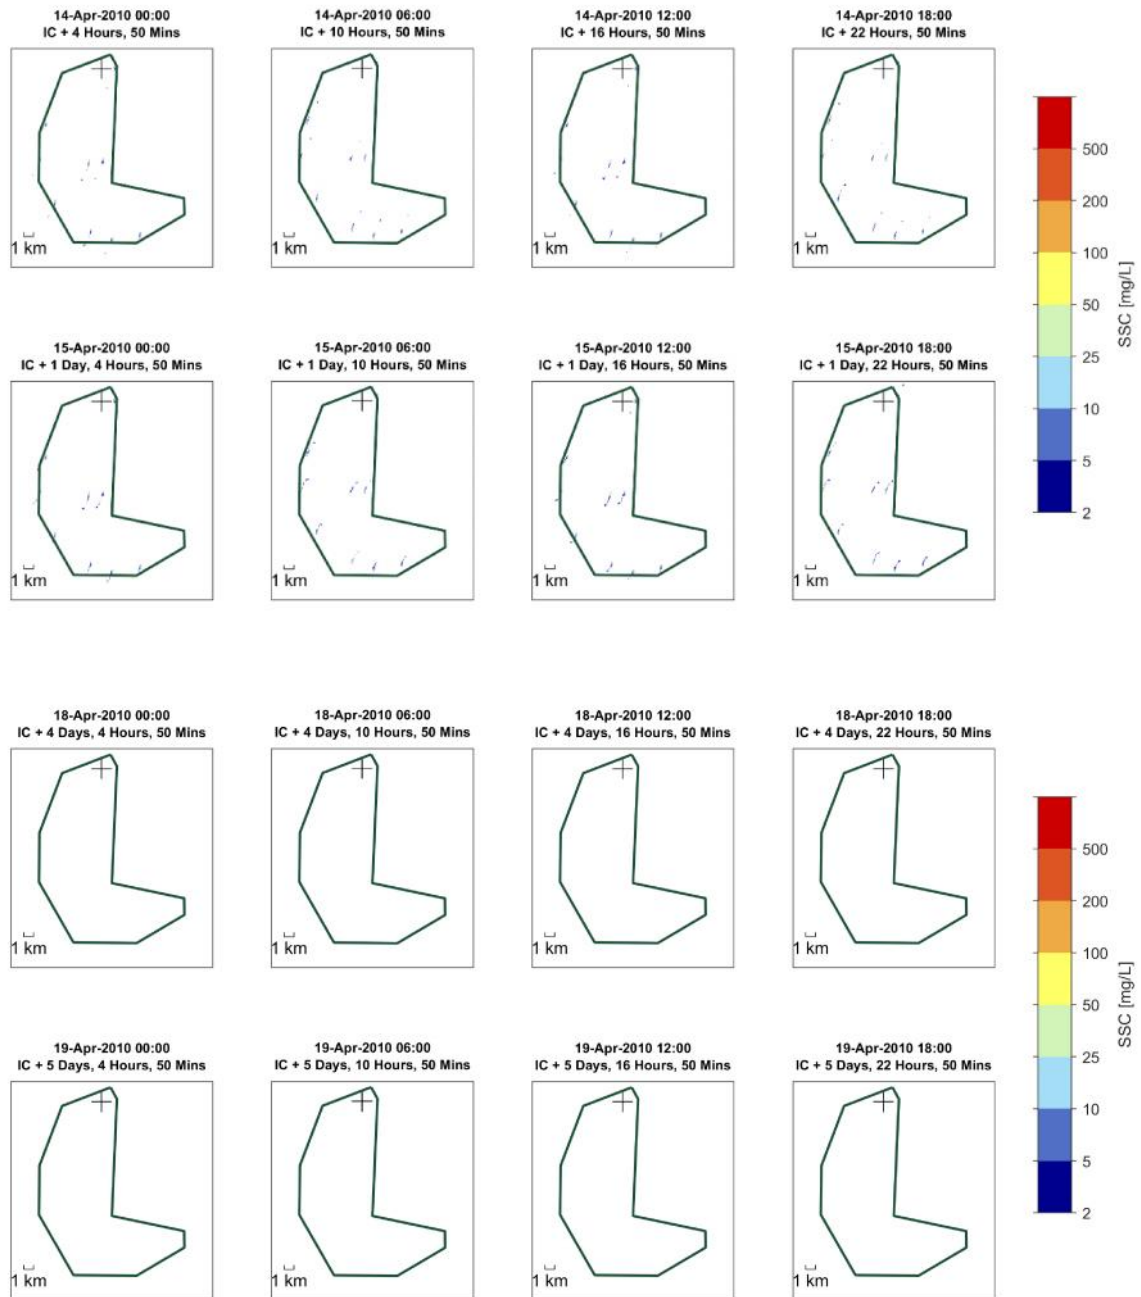 14-Apr-2010 00:00
IC + 4 Hours, 50 Mins
14-Apr-2010 06:00
IC + 10 Hours, 50 Mins
14-Apr-2010 12:00
IC + 16 Hours, 50 Mins
14-Apr-2010 18:00
IC + 22 Hours, 50 Mins
1 km
1 km
1 km
1 km
500
200
100
50
25
10
5
2
SSC [mg/L]
15-Apr-2010 00:00
IC + 1 Day, 4 Hours, 50 Mins
15-Apr-2010 06:00
IC + 1 Day, 10 Hours, 50 Mins
15-Apr-2010 12:00
IC + 1 Day, 16 Hours, 50 Mins
15-Apr-2010 18:00
IC + 1 Day, 22 Hours, 50 Mins
1 km
1 km
1 km
1 km
18-Apr-2010 00:00
IC + 4 Days, 4 Hours, 50 Mins
18-Apr-2010 06:00
IC + 4 Days, 10 Hours, 50 Mins
18-Apr-2010 12:00
IC + 4 Days, 16 Hours, 50 Mins
18-Apr-2010 18:00
IC + 4 Days, 22 Hours, 50 Mins
1 km
1 km
1 km
1 km
500
200
100
50
25
10
5
2
SSC [mg/L]
19-Apr-2010 00:00
IC + 5 Days, 4 Hours, 50 Mins
19-Apr-2010 06:00
IC + 5 Days, 10 Hours, 50 Mins
19-Apr-2010 12:00
IC + 5 Days, 16 Hours, 50 Mins
19-Apr-2010 18:00
IC + 5 Days, 22 Hours, 50 Mins
1 km
1 km
1 km
1 km